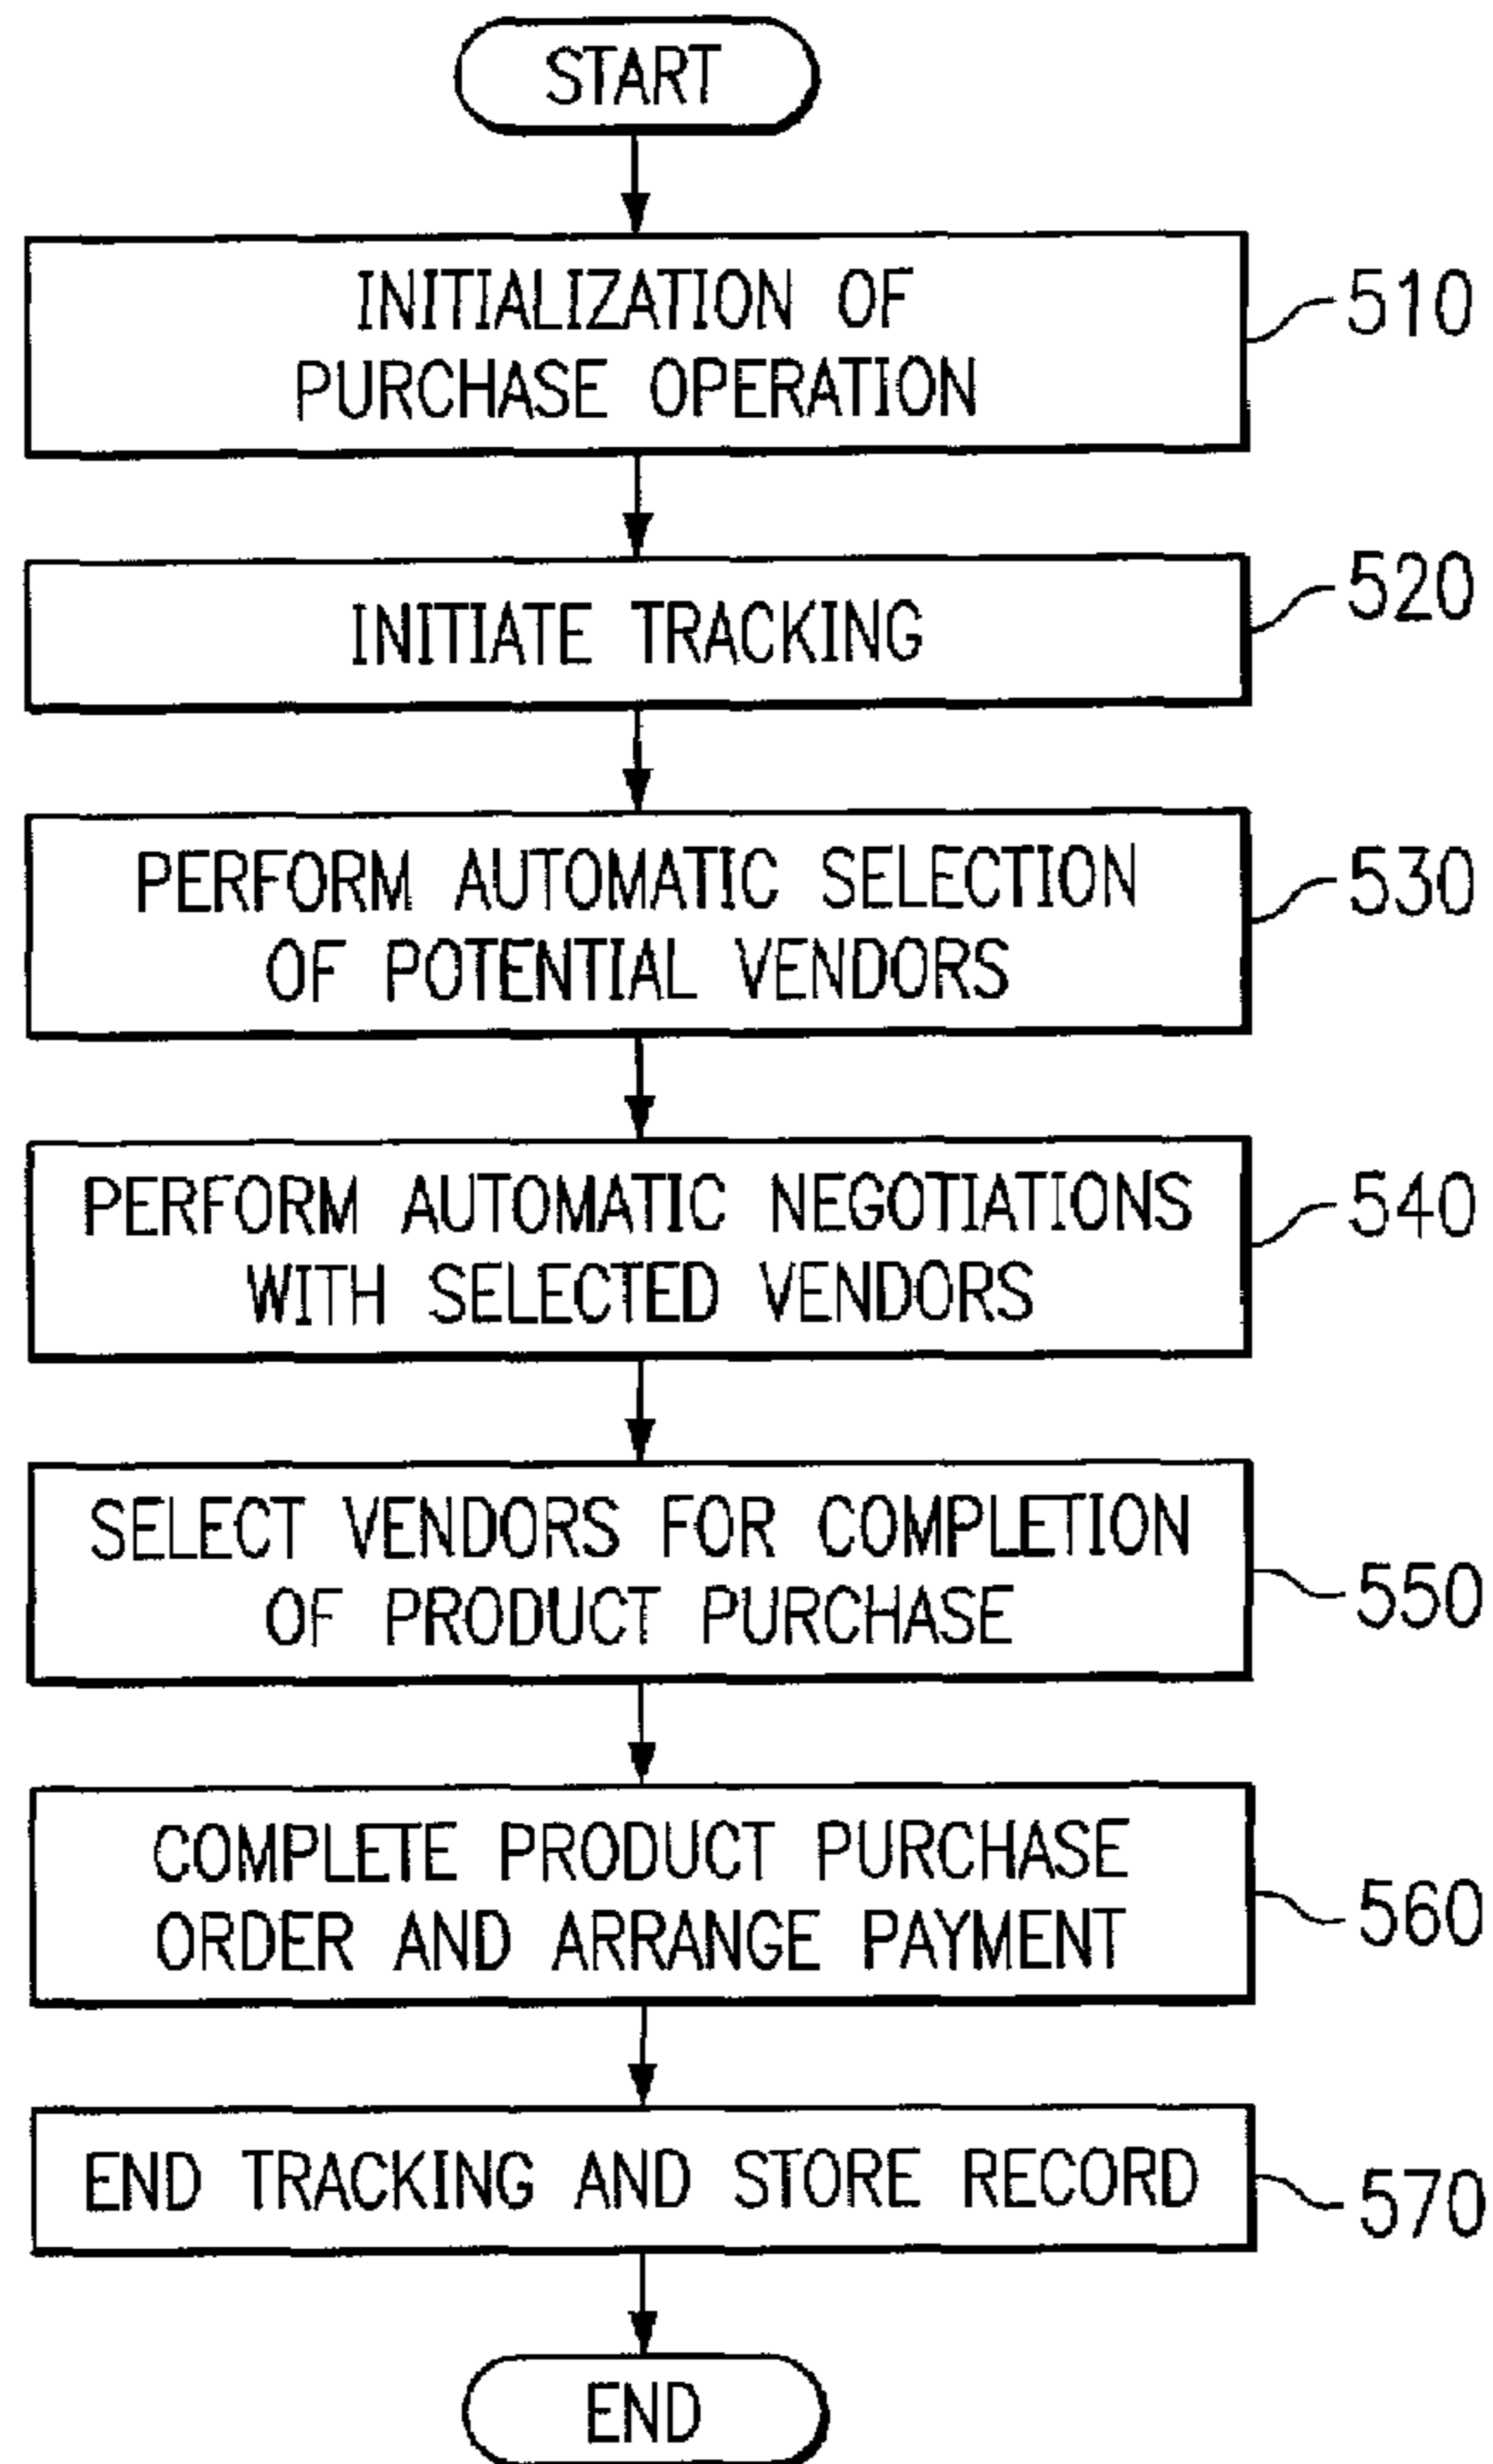 START
INITIALIZATION OF
PURCHASE OPERATION
510
INITIATE TRACKING
520
PERFORM AUTOMATIC SELECTION
OF POTENTIAL VENDORS
530
PERFORM AUTOMATIC NEGOTIATIONS
WITH SELECTED VENDORS
540
SELECT VENDORS FOR COMPLETION
OF PRODUCT PURCHASE
550
COMPLETE PRODUCT PURCHASE
ORDER AND ARRANGE PAYMENT
560
END TRACKING AND STORE RECORD
570
END